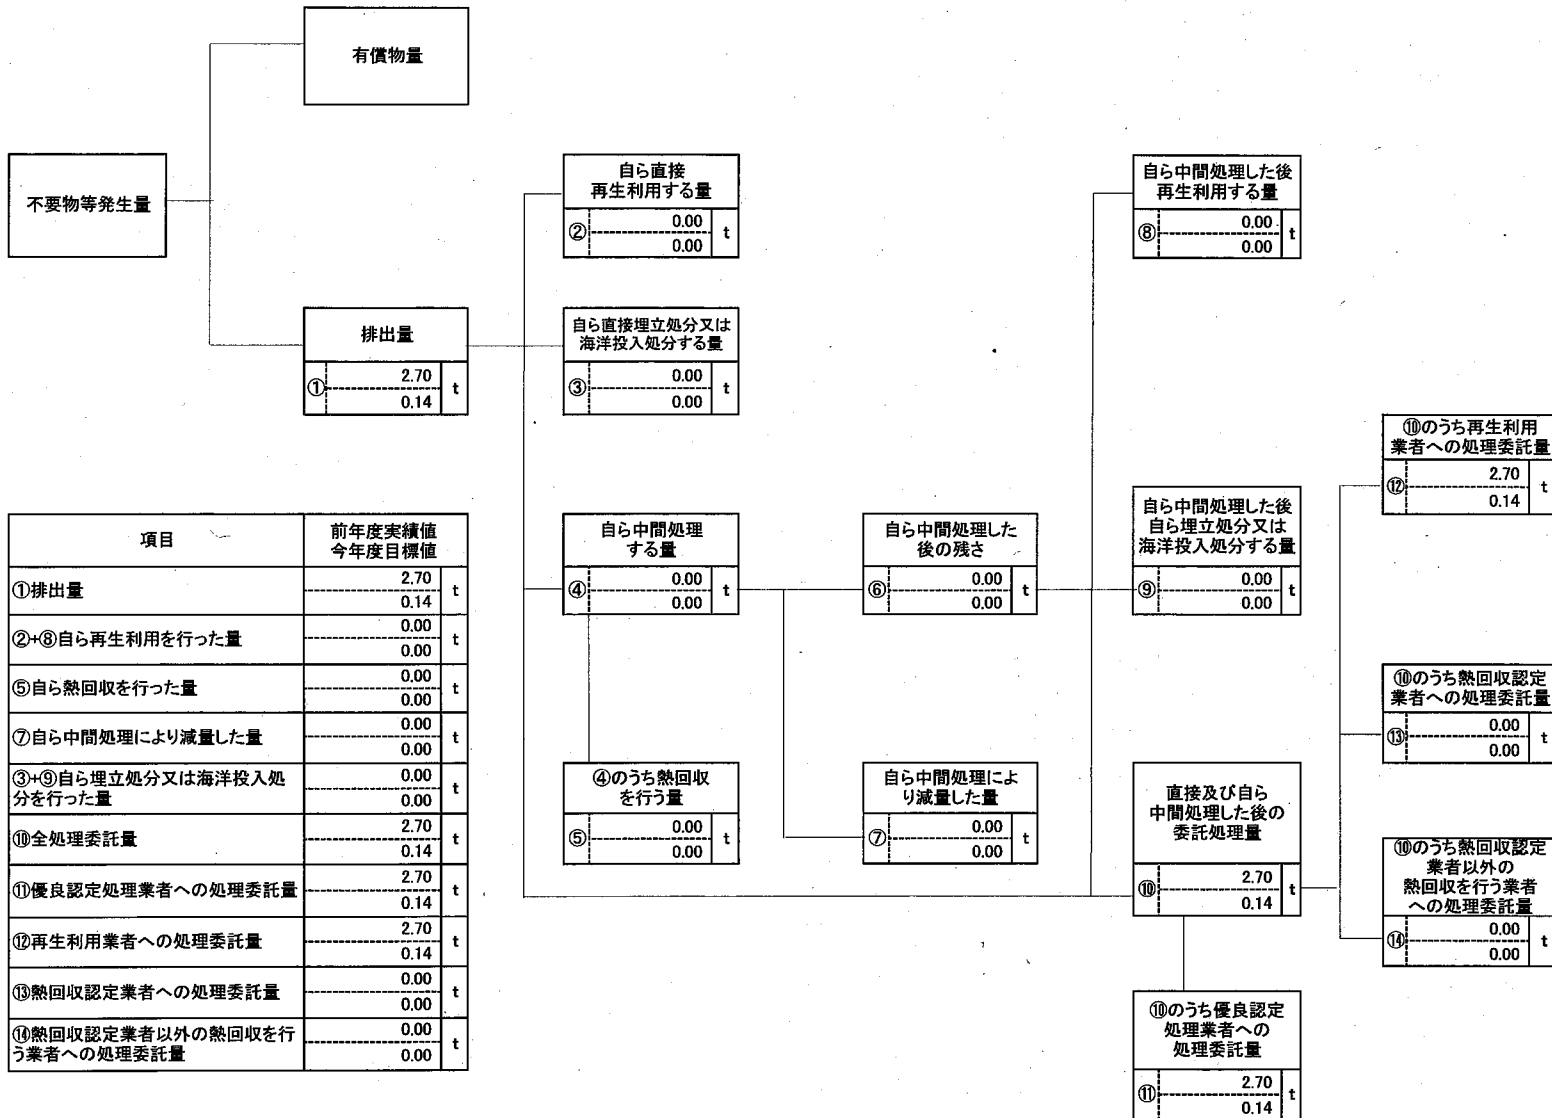 有償物量
不要物等発生量
自ら直接
再生利用する量
② 0.00 t
0.00
自ら中間処理した後
再生利用する量
⑧ 0.00 t
0.00
排出量
① 2.70 t
0.14
自ら直接埋立処分又は
海洋投入処分する量
③ 0.00 t
0.00
⑩のうち再生利用
業者への処理委託量
⑫ 2.70 t
0.14
自ら中間処理
する量
④ 0.00 t
0.00
自ら中間処理した
後の残さ
⑥ 0.00 t
0.00
自ら中間処理した後
自ら埋立処分又は
海洋投入処分する量
⑨ 0.00 t
0.00
⑩のうち熱回収認定
業者への処理委託量
⑬ 0.00 t
0.00
④のうち熱回収
を行う量
⑤ 0.00 t
0.00
自ら中間処理によ
り減量した量
⑦ 0.00 t
0.00
直接及び自ら
中間処理した後の
委託処理量
⑩ 2.70 t
0.14
⑩のうち熱回収認定
業者以外の
熱回収を行う業者
への処理委託量
⑭ 0.00 t
0.00
⑩のうち優良認定
処理業者への
処理委託量
⑪ 2.70 t
0.14
項目 前年度実績値
今年度目標値
①排出量 2.70 t
0.14
②+⑧自ら再生利用を行った量 0.00 t
0.00
⑤自ら熱回収を行った量 0.00 t
0.00
⑦自ら中間処理により減量した量 0.00 t
0.00
③+⑨自ら埋立処分又は海洋投入処 0.00 t
分を行った量 0.00
⑩全処理委託量 2.70 t
0.14
⑪優良認定処理業者への処理委託量 2.70 t
0.14
⑫再生利用業者への処理委託量 2.70 t
0.14
⑬熱回収認定業者への処理委託量 0.00 t
0.00
⑭熱回収認定業者以外の熱回収を行 0.00 t
う業者への処理委託量 0.00